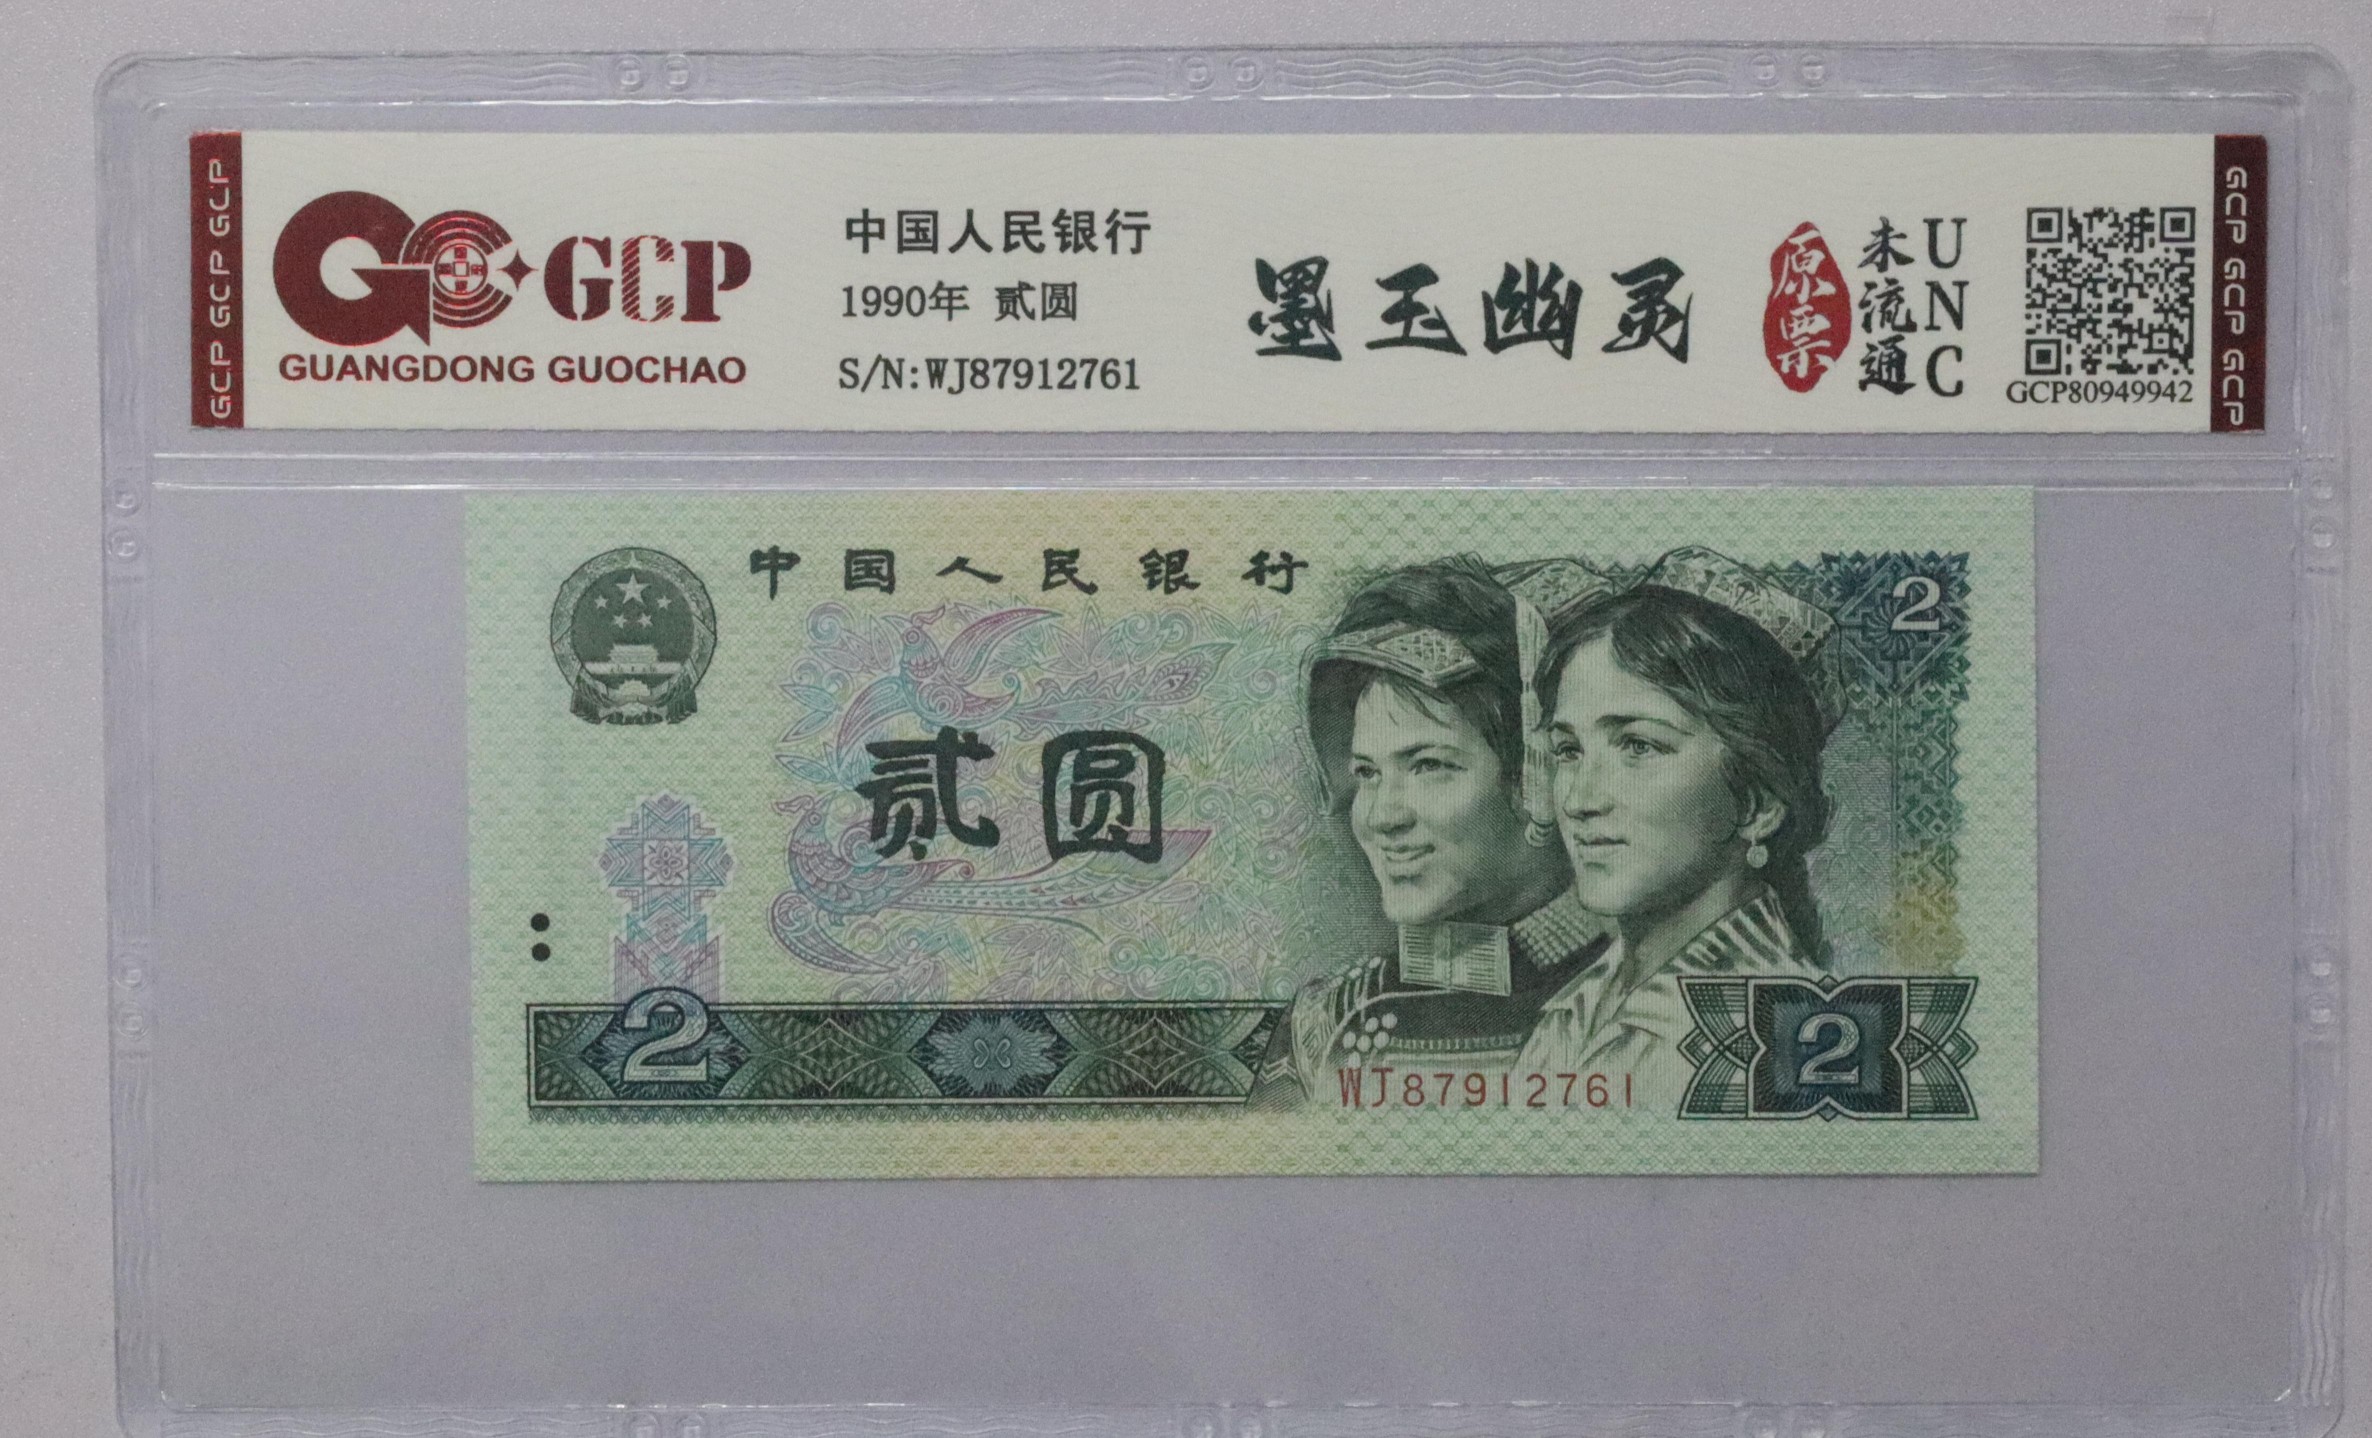 GCP GCP GCP
GCP
GUANGDONG GUOCHAO
中国人民银行
1990年 贰圆
S/N:WJ87912761
墨玉幽灵
原票
未流通
UNC
GCP80949942
GCP GCP GCP
中国人民银行
2
贰圆
2
WJ87912761
2